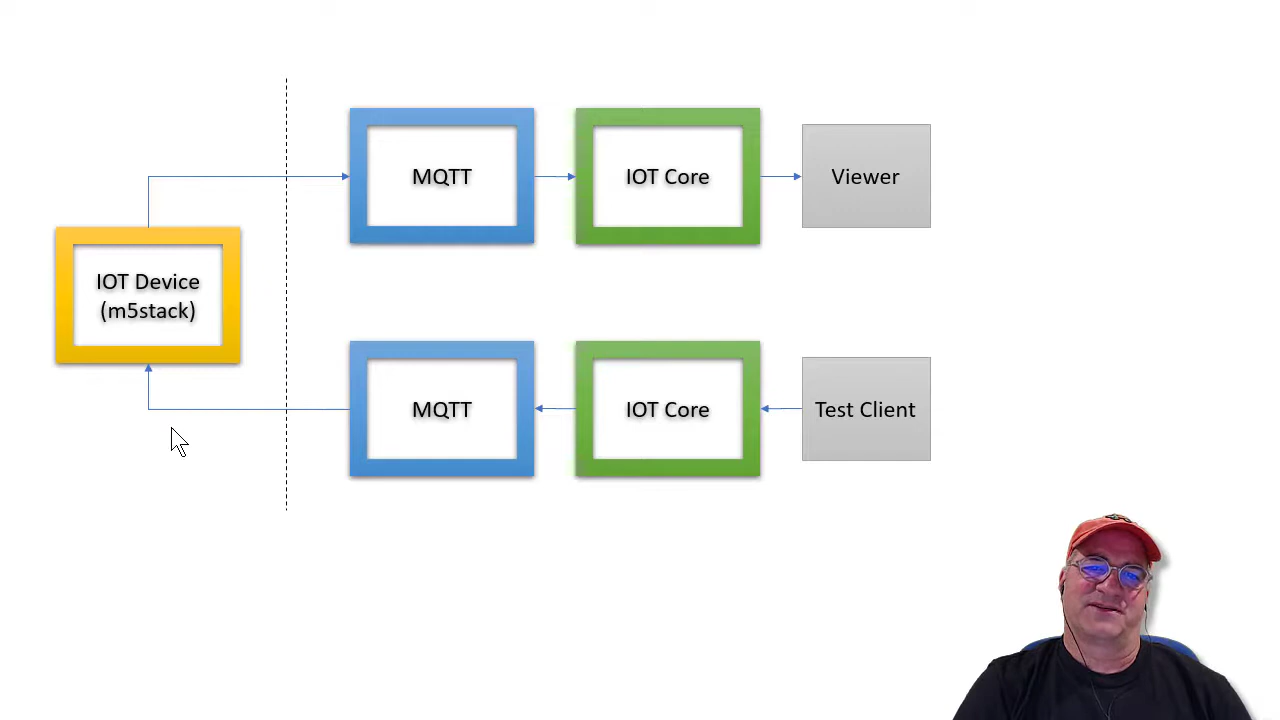 MQTT
IOT Core
Viewer
IOT Device
(m5stack)
MQTT
IOT Core
Test Client